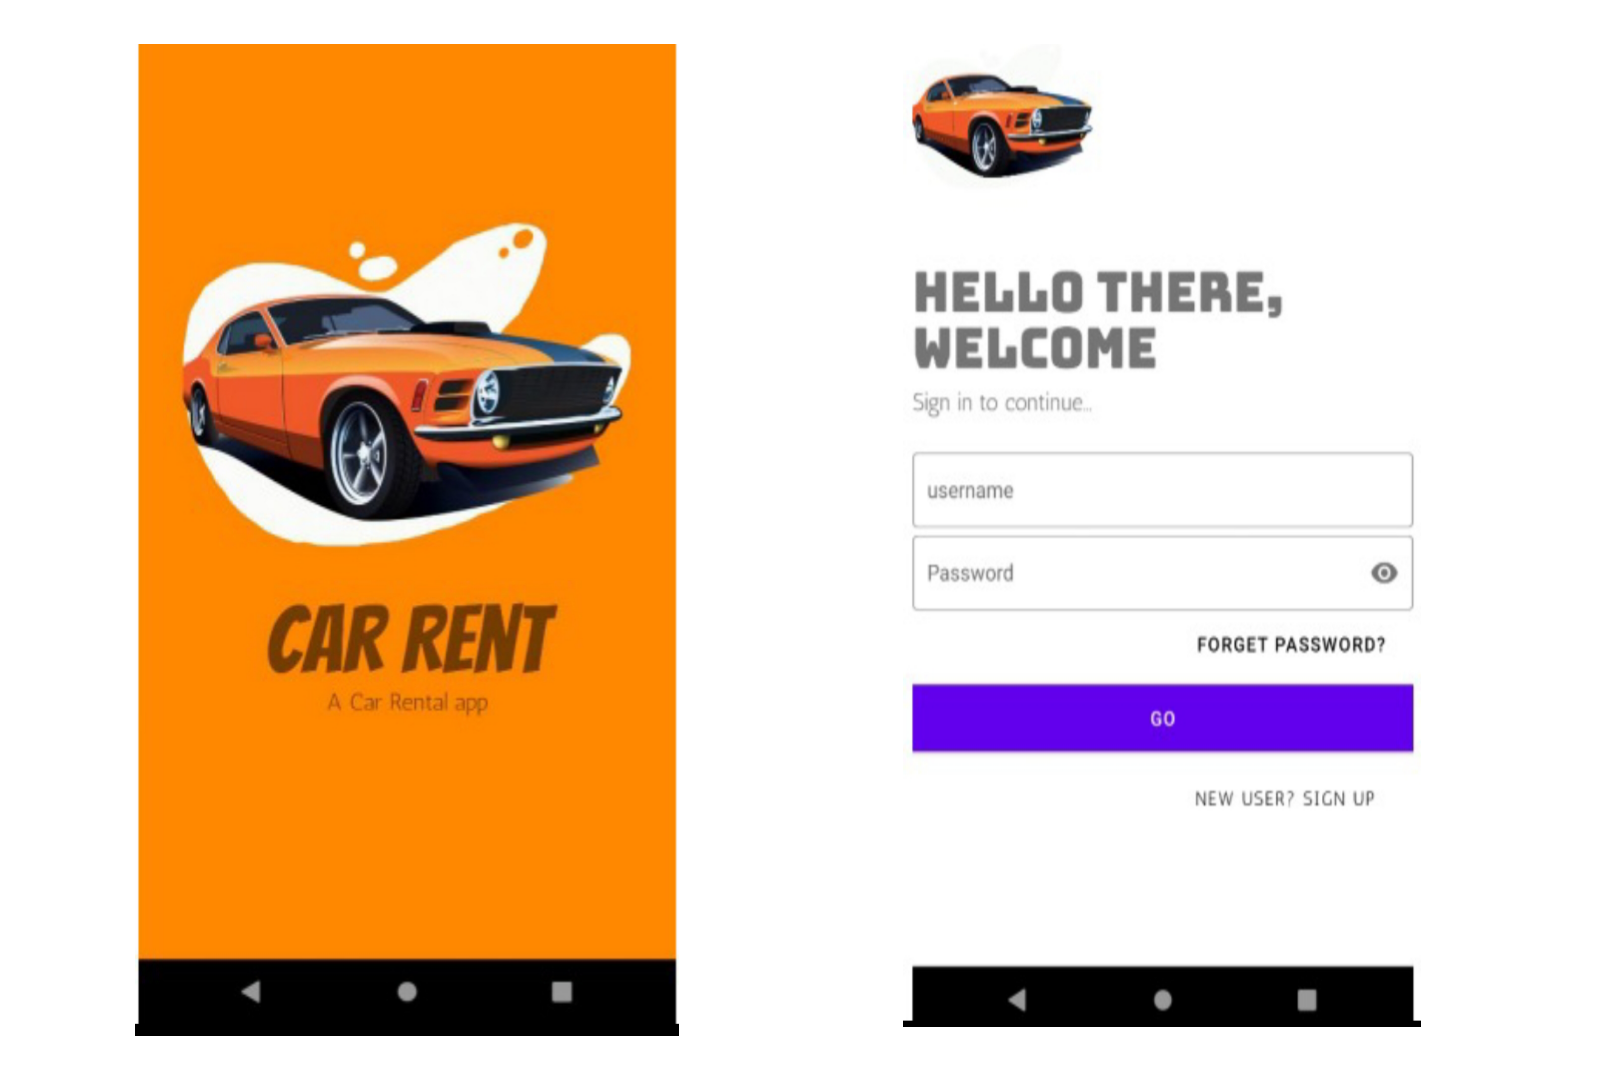 CAR RENT
A Car Rental app
HELLO THERE,
WELCOME
Sign in to continue...
username
Password
FORGET PASSWORD?
GO
NEW USER? SIGN UP